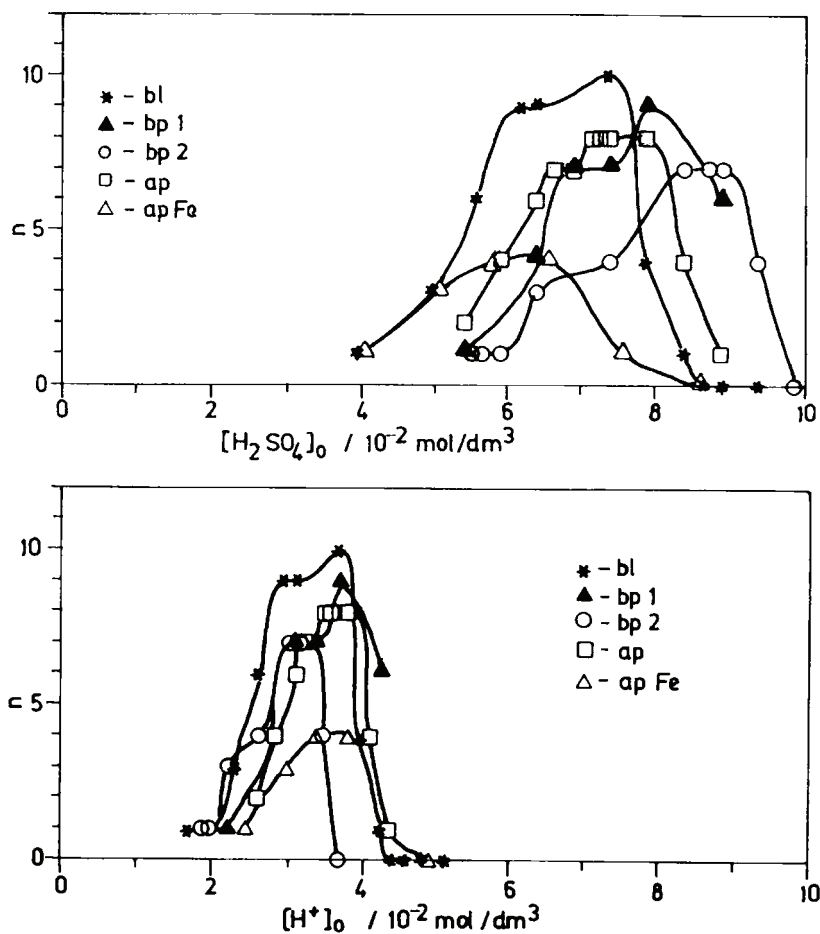 10
5
0
n
* - bl
▲ - bp 1
○ - bp 2
□ - ap
△ - ap Fe
0 2 4 6 8 10
[H₂SO₄]₀ / 10⁻² mol/dm³
10
5
0
n
* - bl
▲ - bp 1
○ - bp 2
□ - ap
△ - ap Fe
0 2 4 6 8 10
[H⁺]₀ / 10⁻² mol/dm³